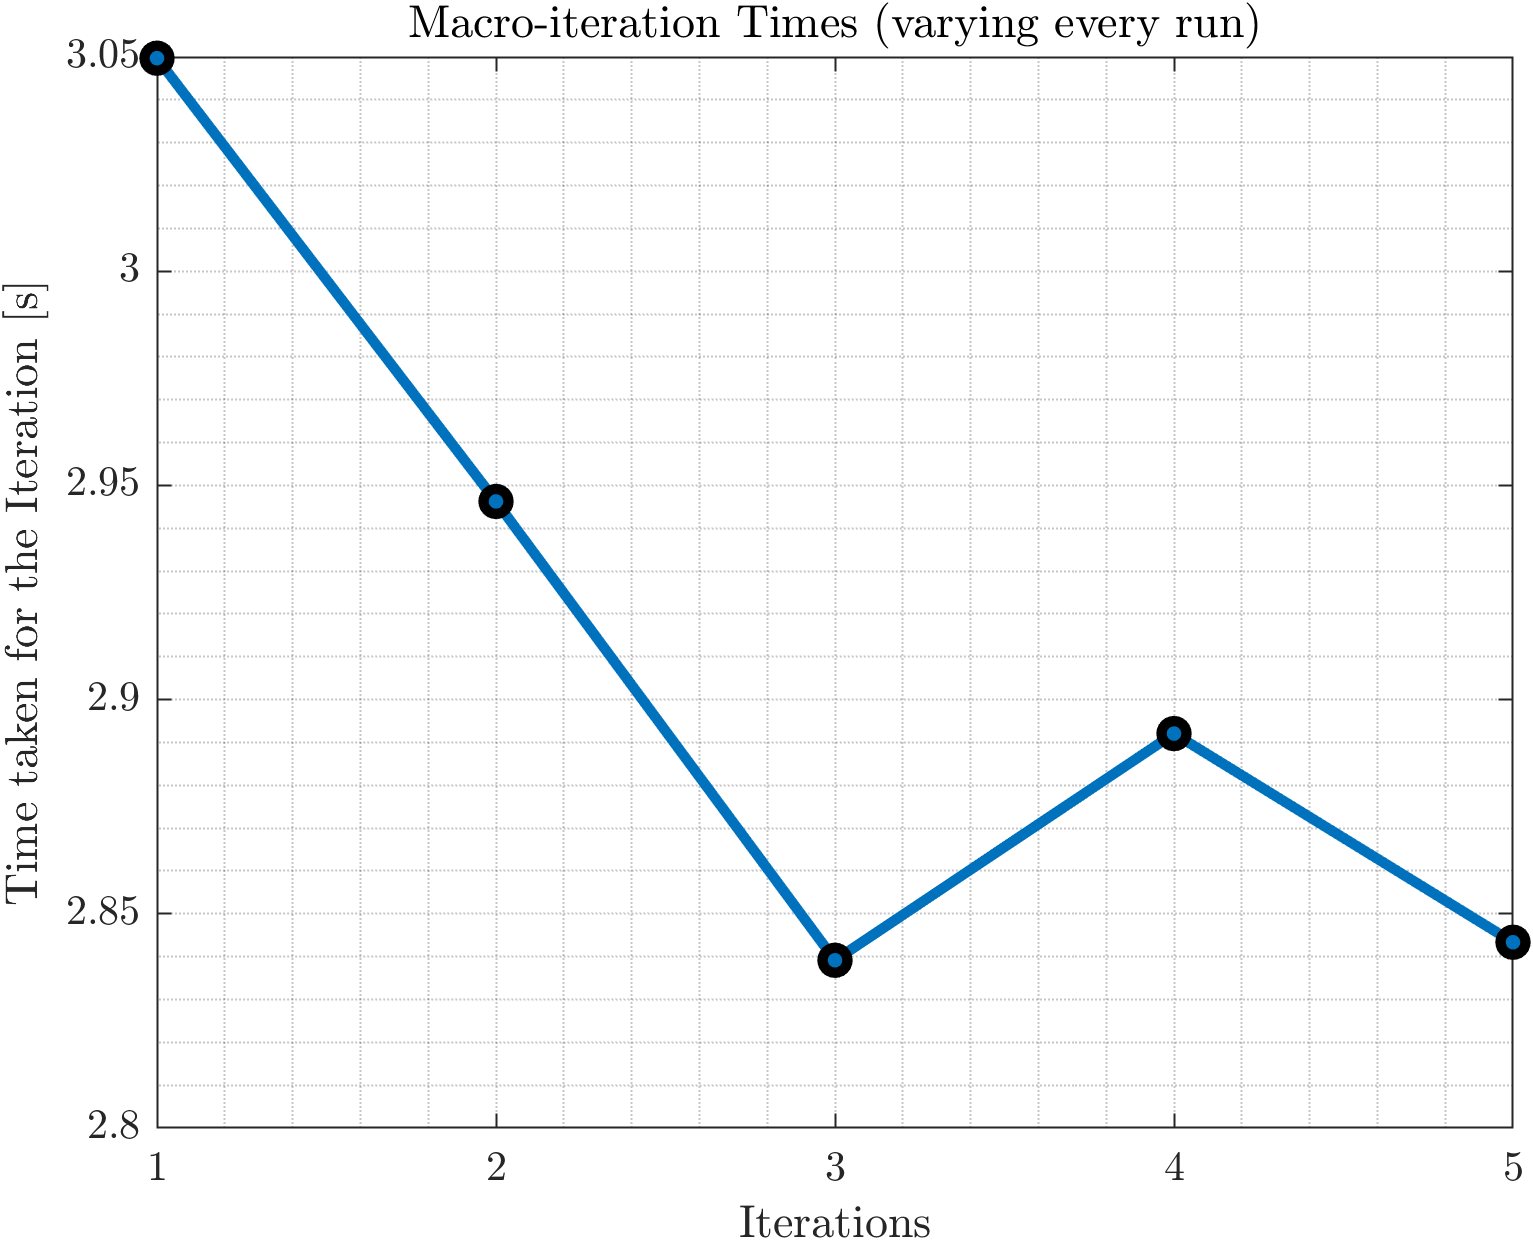 Macro-iteration Times (varying every run)
Time taken for the Iteration [s]
3.05
3
2.95
2.9
2.85
2.8
1 2 3 4 5
Iterations